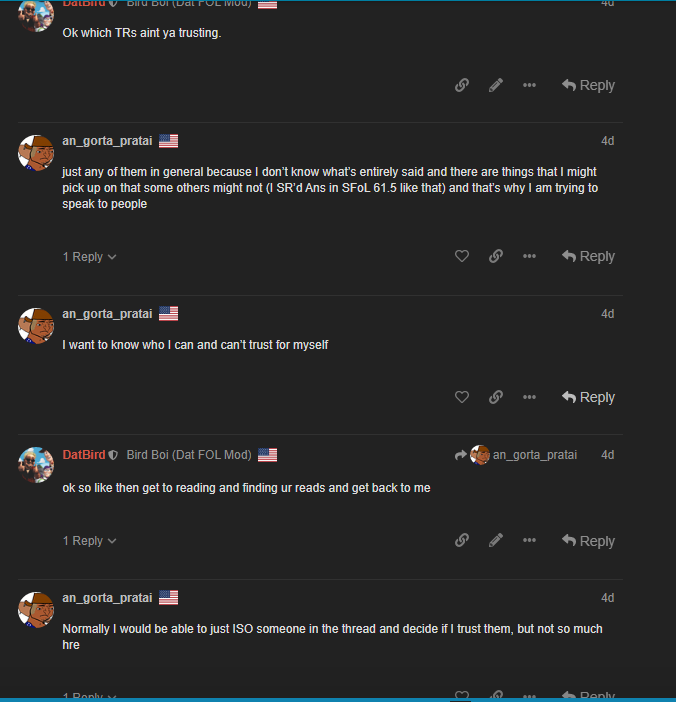 DatBird Bird Boi (Dat FOL Mod) 4d
Ok which TRs aint ya trusting.
Reply
an_gorta_pratai 4d
just any of them in general because I don't know what's entirely said and there are things that I might
pick up on that some others might not (I SR'd Ans in SFoL 61.5 like that) and that's why I am trying to
speak to people
1 Reply Reply
an_gorta_pratai 4d
I want to know who I can and can't trust for myself
Reply
DatBird Bird Boi (Dat FOL Mod) an_gorta_pratai 4d
ok so like then get to reading and finding ur reads and get back to me
1 Reply Reply
an_gorta_pratai 4d
Normally I would be able to just ISO someone in the thread and decide if I trust them, but not so much
hre
1 Reply Reply